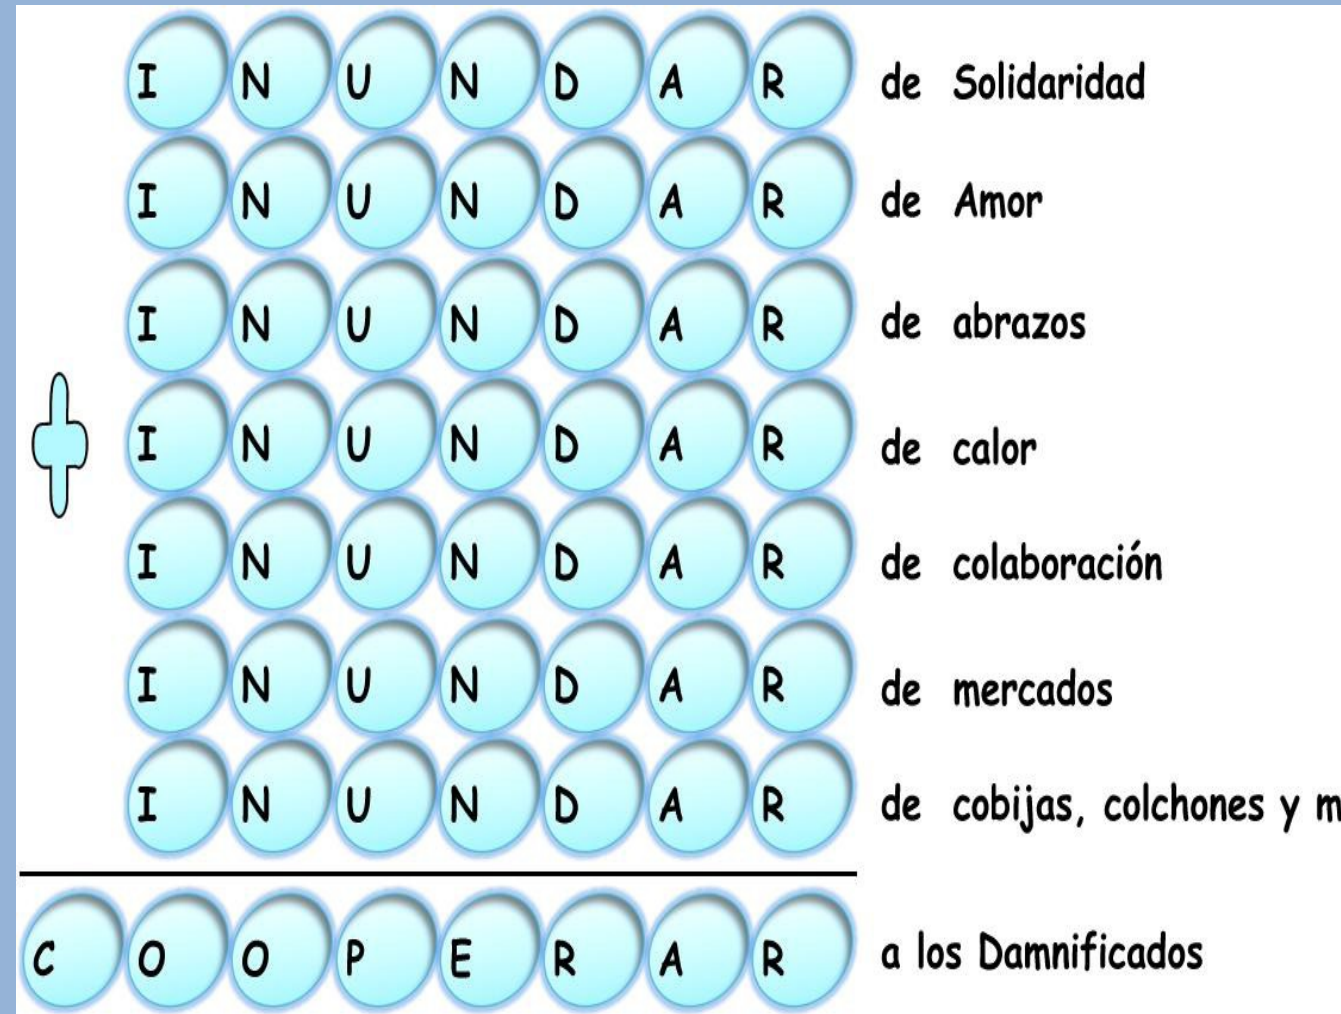 I N U N D A R de Solidaridad
I N U N D A R de Amor
I N U N D A R de abrazos
I N U N D A R de calor
I N U N D A R de colaboración
I N U N D A R de mercados
I N U N D A R de cobijas, colchones y
C O O P E R A R a los Damnificados